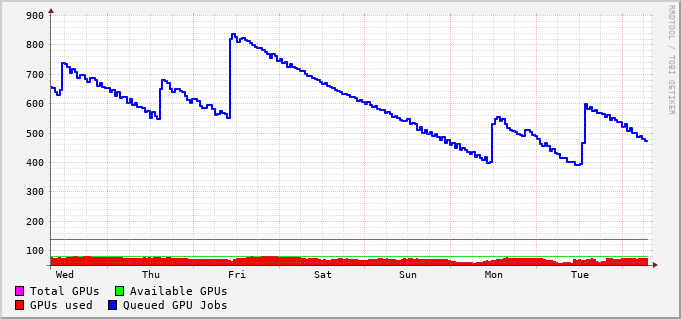 900
800
700
600
500
400
300
200
100
Wed Thu Fri Sat Sun Mon Tue
Total GPUs Available GPUs
GPUs used Queued GPU Jobs
RRDTOOL / TOBI OETIKER